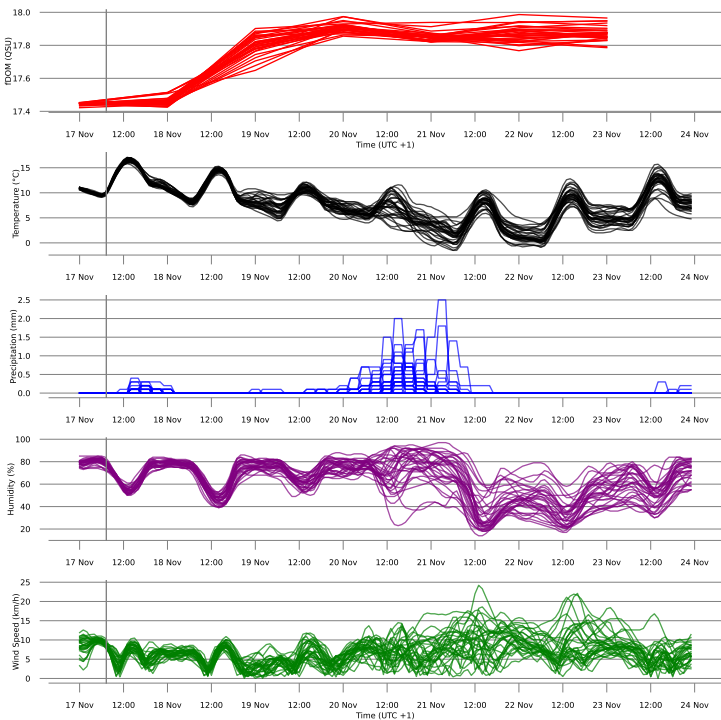 fDOM (QSU)
18.0
17.8
17.6
17.4
17 Nov 12:00 18 Nov 12:00 19 Nov 12:00 20 Nov 12:00 21 Nov 12:00 22 Nov 12:00 23 Nov 12:00 24 Nov
Time (UTC +1)
Temperature (°C)
15
10
5
0
17 Nov 12:00 18 Nov 12:00 19 Nov 12:00 20 Nov 12:00 21 Nov 12:00 22 Nov 12:00 23 Nov 12:00 24 Nov
Precipitation (mm)
2.5
2.0
1.5
1.0
0.5
0.0
17 Nov 12:00 18 Nov 12:00 19 Nov 12:00 20 Nov 12:00 21 Nov 12:00 22 Nov 12:00 23 Nov 12:00 24 Nov
Humidity (%)
100
80
60
40
20
17 Nov 12:00 18 Nov 12:00 19 Nov 12:00 20 Nov 12:00 21 Nov 12:00 22 Nov 12:00 23 Nov 12:00 24 Nov
Wind Speed (km/h)
25
20
15
10
5
0
17 Nov 12:00 18 Nov 12:00 19 Nov 12:00 20 Nov 12:00 21 Nov 12:00 22 Nov 12:00 23 Nov 12:00 24 Nov
Time (UTC +1)